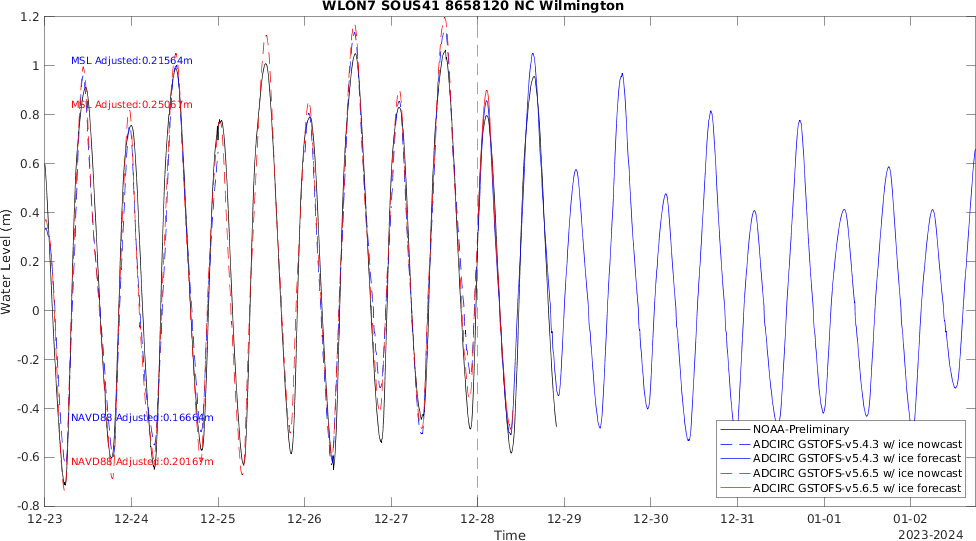 WLON7 SOUS41 8658120 NC Wilmington
1.2
1
0.8
0.6
0.4
0.2
0
-0.2
-0.4
-0.6
-0.8
Water Level (m)
MSL Adjusted:0.21564m
MSL Adjusted:0.25067m
NAVD88 Adjusted:0.16664m
NAVD88 Adjusted:0.20167m
NOAA-Preliminary
ADCIRC GSTOFS-v5.4.3 w/ ice nowcast
ADCIRC GSTOFS-v5.4.3 w/ ice forecast
ADCIRC GSTOFS-v5.6.5 w/ ice nowcast
ADCIRC GSTOFS-v5.6.5 w/ ice forecast
12-23 12-24 12-25 12-26 12-27 12-28 12-29 12-30 12-31 01-01 01-02
Time
2023-2024